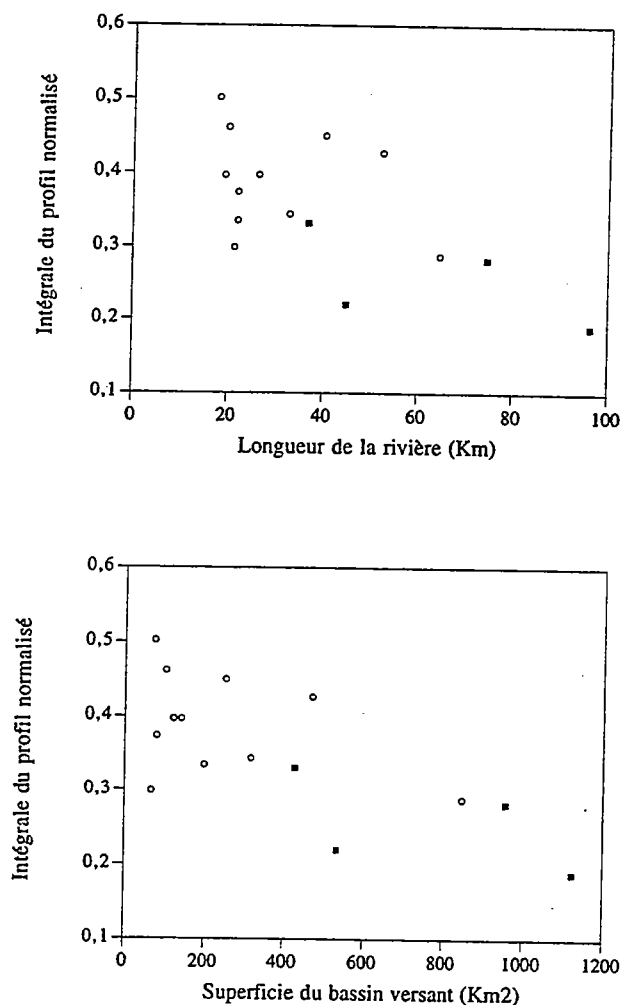 0,6
0,5
0,4
0,3
0,2
0,1
Intégrale du profil normalisé
0 20 40 60 80 100
Longueur de la rivière (Km)
0,6
0,5
0,4
0,3
0,2
0,1
Intégrale du profil normalisé
0 200 400 600 800 1000 1200
Superficie du bassin versant (Km2)